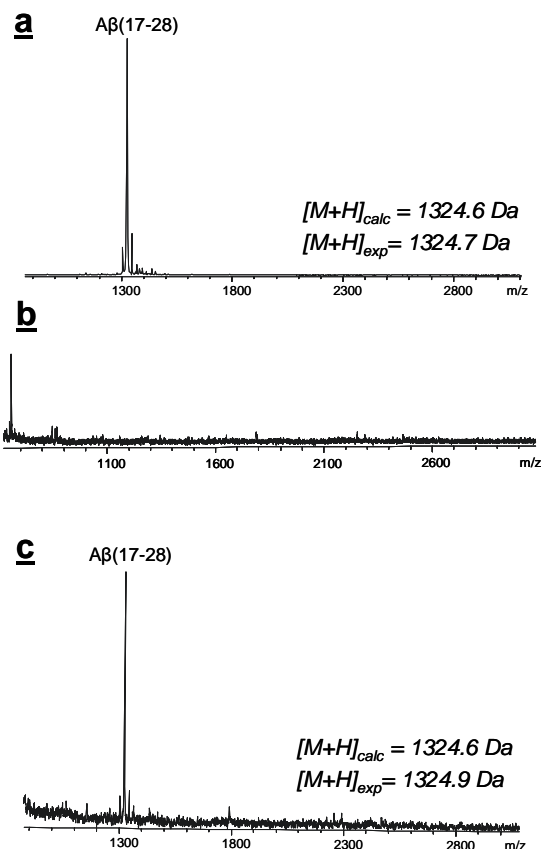 a
Aβ(17-28)
[M+H]calc = 1324.6 Da
[M+H]exp= 1324.7 Da
1300 1800 2300 2800 m/z
b
1100 1600 2100 2600 m/z
c
Aβ(17-28)
[M+H]calc = 1324.6 Da
[M+H]exp= 1324.9 Da
1300 1800 2300 2800 m/z